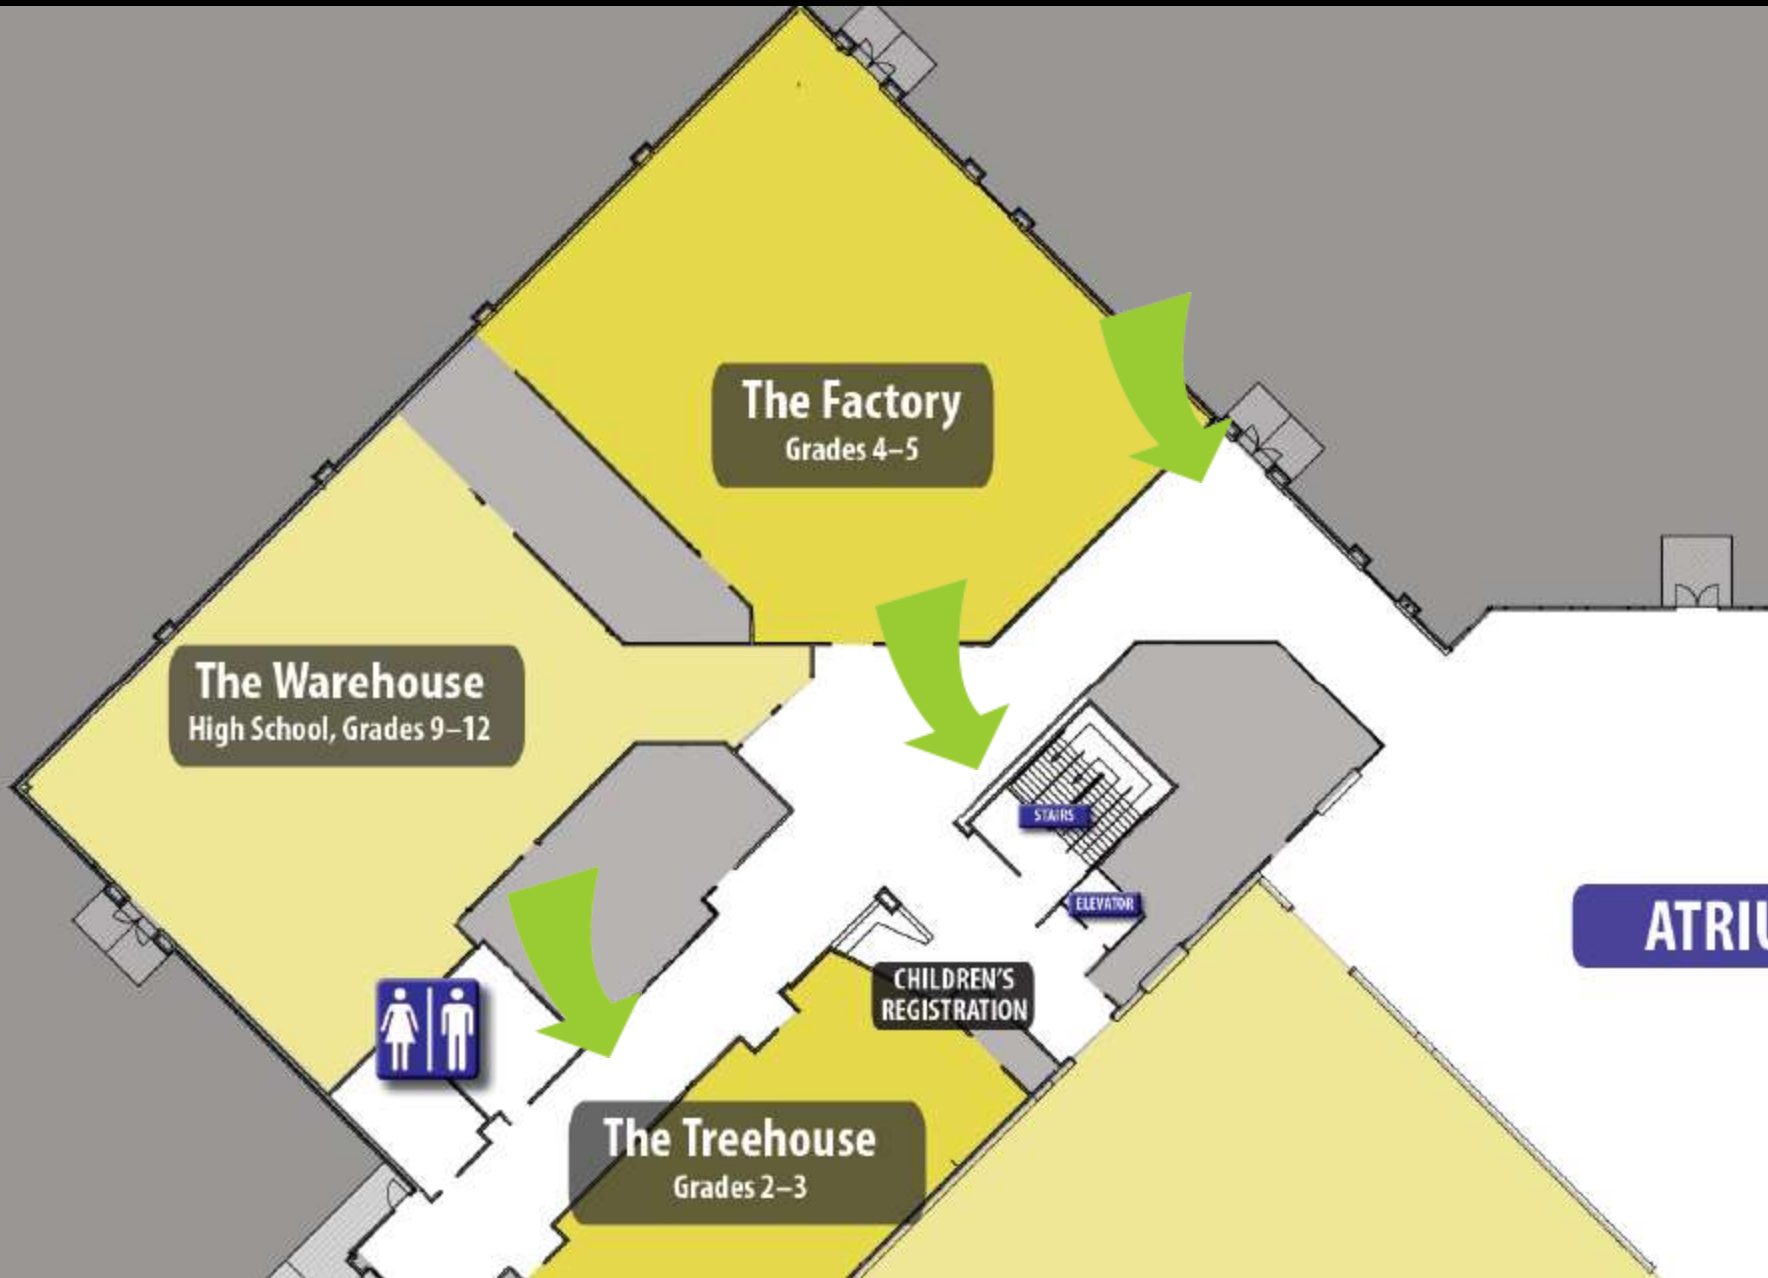 The Factory
Grades 4–5
The Warehouse
High School, Grades 9–12
STAIRS
ELEVATOR
ATRIU
CHILDREN'S
REGISTRATION
The Treehouse
Grades 2–3